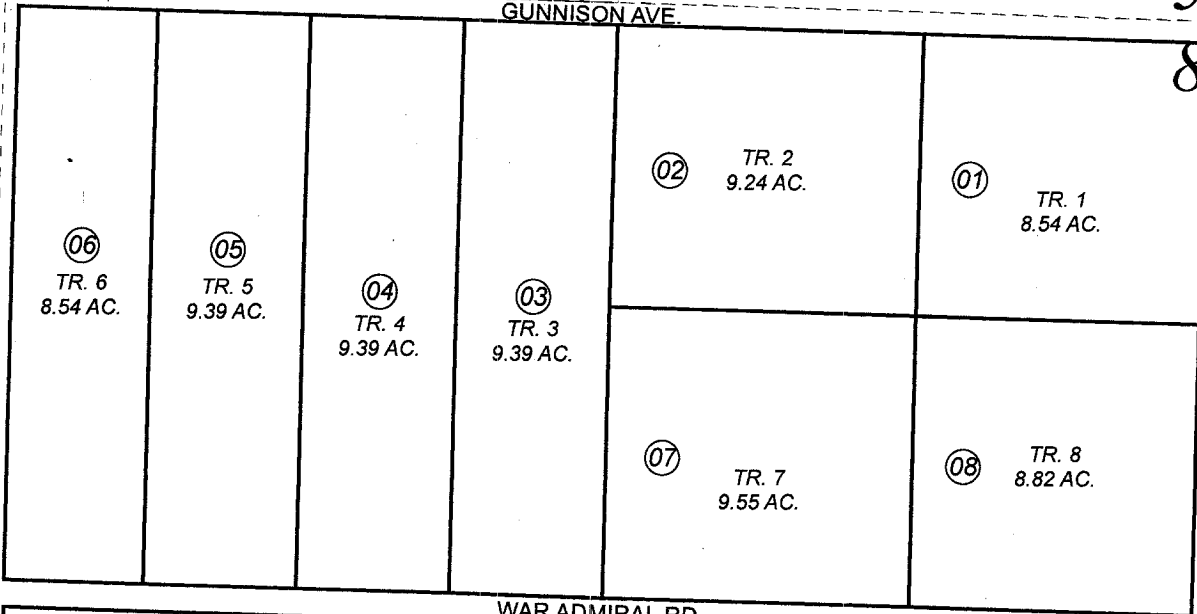 GUNNISON AVE.
06
TR. 6
8.54 AC.
05
TR. 5
9.39 AC.
04
TR. 4
9.39 AC.
03
TR. 3
9.39 AC.
02
TR. 2
9.24 AC.
01
TR. 1
8.54 AC.
07
TR. 7
9.55 AC.
08
TR. 8
8.82 AC.
WAR ADMIRAL RD.